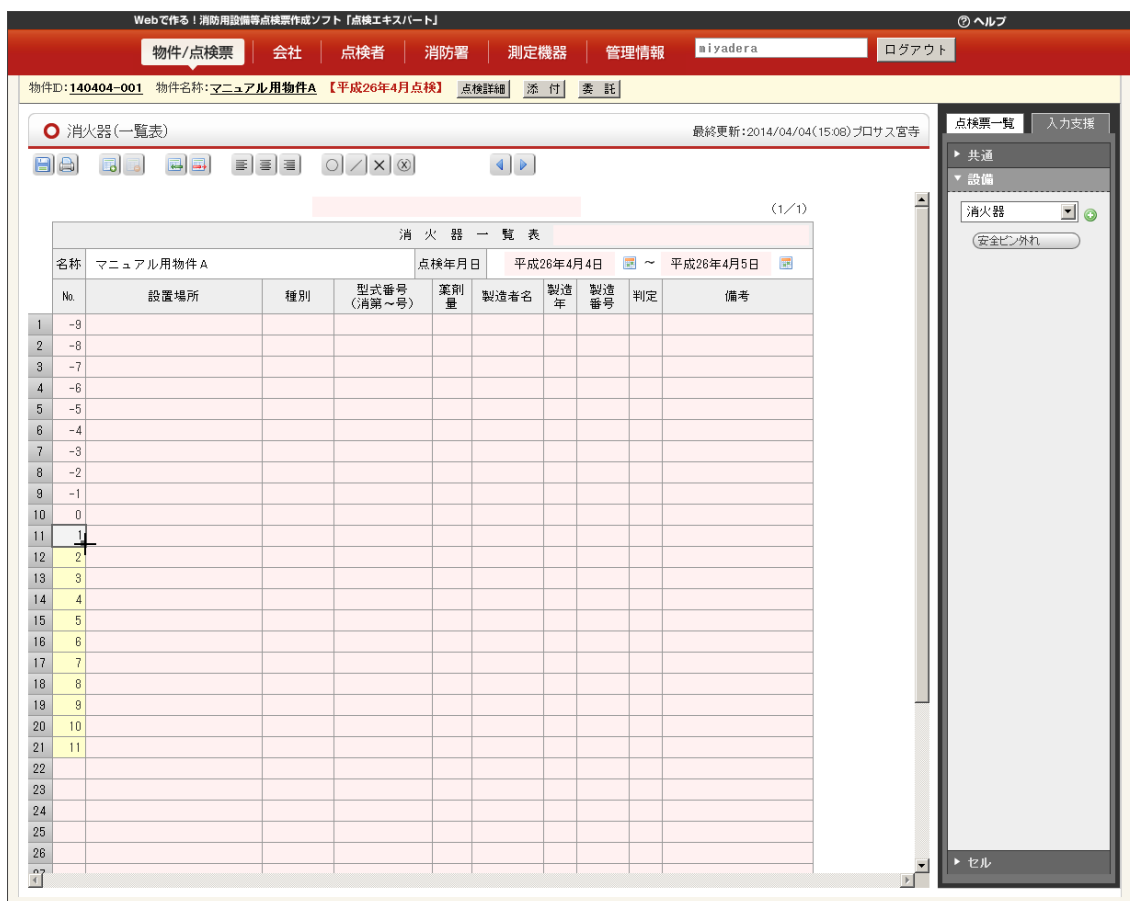 Webで作る！消防用設備等点検票作成ソフト「点検エキスパート」 ? ヘルプ
物件/点検票 会社 点検者 消防署 測定機器 管理情報 miyadera ログアウト
物件ID:140404-001 物件名称:マニュアル用物件A 【平成26年4月点検】 点検詳細 添 付 委 託
消火器(一覧表) 最終更新:2014/04/04(15:08)プロサス宮寺
点検票一覧 入力支援
共通
設備
消火器
安全ピン外れ
(1／1)
消 火 器 一 覧 表
名称 マニュアル用物件A 点検年月日 平成26年4月4日 ～ 平成26年4月5日
No. 設置場所 種別 型式番号(消第～号) 薬剤量 製造者名 製造年 製造番号 判定 備考
1 -9
2 -8
3 -7
4 -6
5 -5
6 -4
7 -3
8 -2
9 -1
10 0
11 1
12 2
13 3
14 4
15 5
16 6
17 7
18 8
19 9
20 10
21 11
22
23
24
25
26
セル